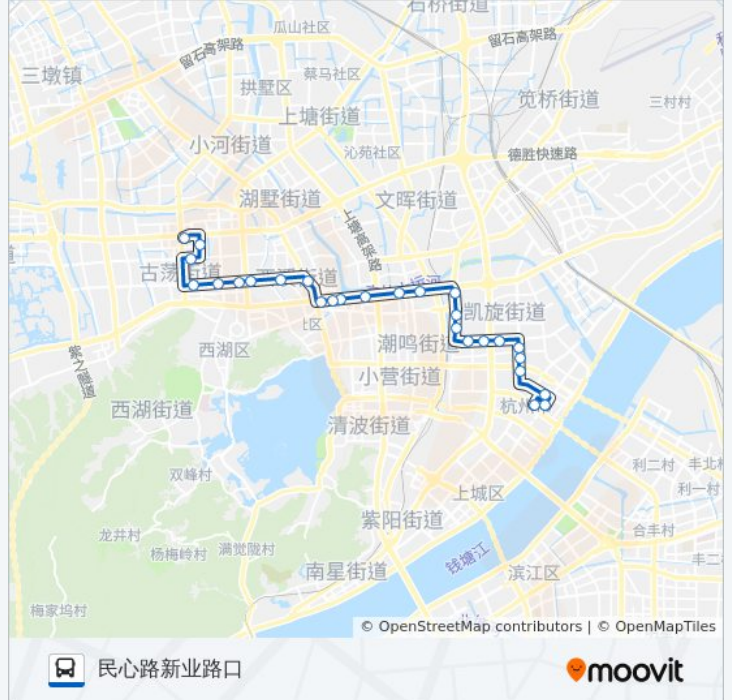 石桥街道
瓜山社区
留石高架路
留石高架路
三墩镇
蔡马社区
拱墅区
笕桥街道
三村村
上塘街道
小河街道
沁苑社区
德胜快速路
湖墅街道
文晖街道
上塘高架路
古荡街道
凯旋街道
西湖区
潮鸣街道
紫之隧道
小营街道
西湖街道
杭州市
清波街道
利二村
丰北村
双峰村
利一村
上城区
紫阳街道
合丰村
龙井村
杨梅岭村
满觉陇村
钱塘江
丰二
南星街道
滨江区
梅家坞村
© OpenStreetMap contributors | © OpenMapTiles
民心路新业路口
moovit